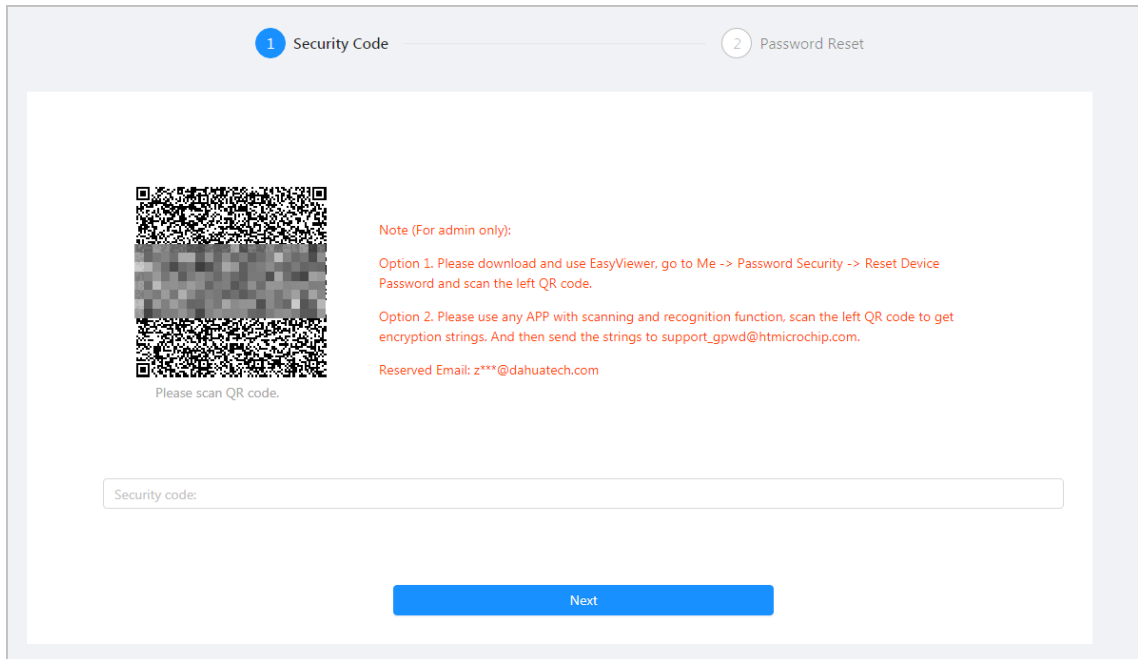 1 Security Code
2 Password Reset
Note (For admin only):
Option 1. Please download and use EasyViewer, go to Me -> Password Security -> Reset Device
Password and scan the left QR code.
Option 2. Please use any APP with scanning and recognition function, scan the left QR code to get
encryption strings. And then send the strings to support_gpwd@htmicrochip.com.
Reserved Email: z***@dahuatech.com
Please scan QR code.
Security code:
Next